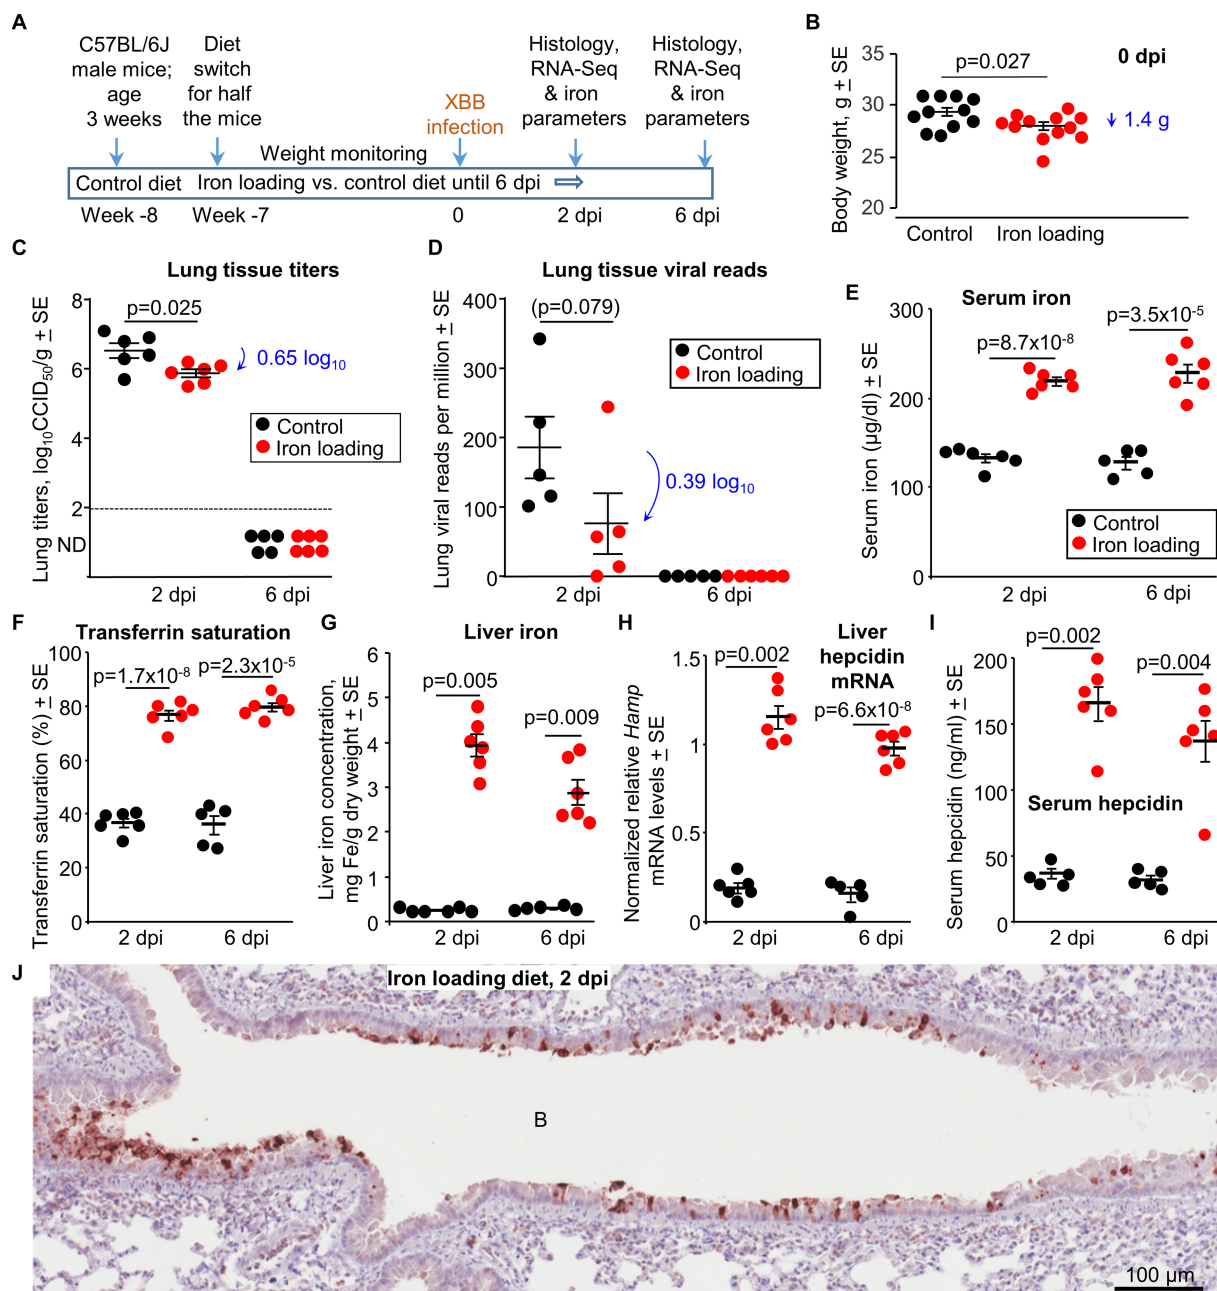 A
C57BL/6J
male mice;
age
3 weeks
Diet
switch
for half
the mice
XBB
infection
Histology,
RNA-Seq
& iron
parameters
Histology,
RNA-Seq
& iron
parameters
Weight monitoring
Control diet
Iron loading vs. control diet until 6 dpi
Week -8
Week -7
0
2 dpi
6 dpi
B
Body weight, g ± SE
35
30
25
20
p=0.027
0 dpi
1.4 g
Control
Iron loading
C
Lung tissue titers
Lung titers, log10CCID50/g ± SE
8
6
4
2
ND
p=0.025
0.65 log10
Control
Iron loading
2 dpi
6 dpi
D
Lung tissue viral reads
Lung viral reads per million ± SE
400
300
200
100
0
(p=0.079)
Control
Iron loading
0.39 log10
2 dpi
6 dpi
E
Serum iron
Serum iron (µg/dl) ± SE
300
200
100
0
p=8.7x10-8
p=3.5x10-5
Control
Iron loading
2 dpi
6 dpi
F
Transferrin saturation
Transferrin saturation (%) ± SE
100
80
60
40
20
0
p=1.7x10-8
p=2.3x10-5
2 dpi
6 dpi
G
Liver iron
Liver iron concentration,
mg Fe/g dry weight ± SE
6
5
4
3
2
1
0
p=0.005
p=0.009
2 dpi
6 dpi
H
Liver
hepcidin
mRNA
Normalized relative Hamp
mRNA levels ± SE
1.5
1
0.5
0
p=0.002
p=6.6x10-8
2 dpi
6 dpi
I
Serum hepcidin (ng/ml) ± SE
200
150
100
50
0
p=0.002
p=0.004
Serum hepcidin
2 dpi
6 dpi
J
Iron loading diet, 2 dpi
B
100 µm